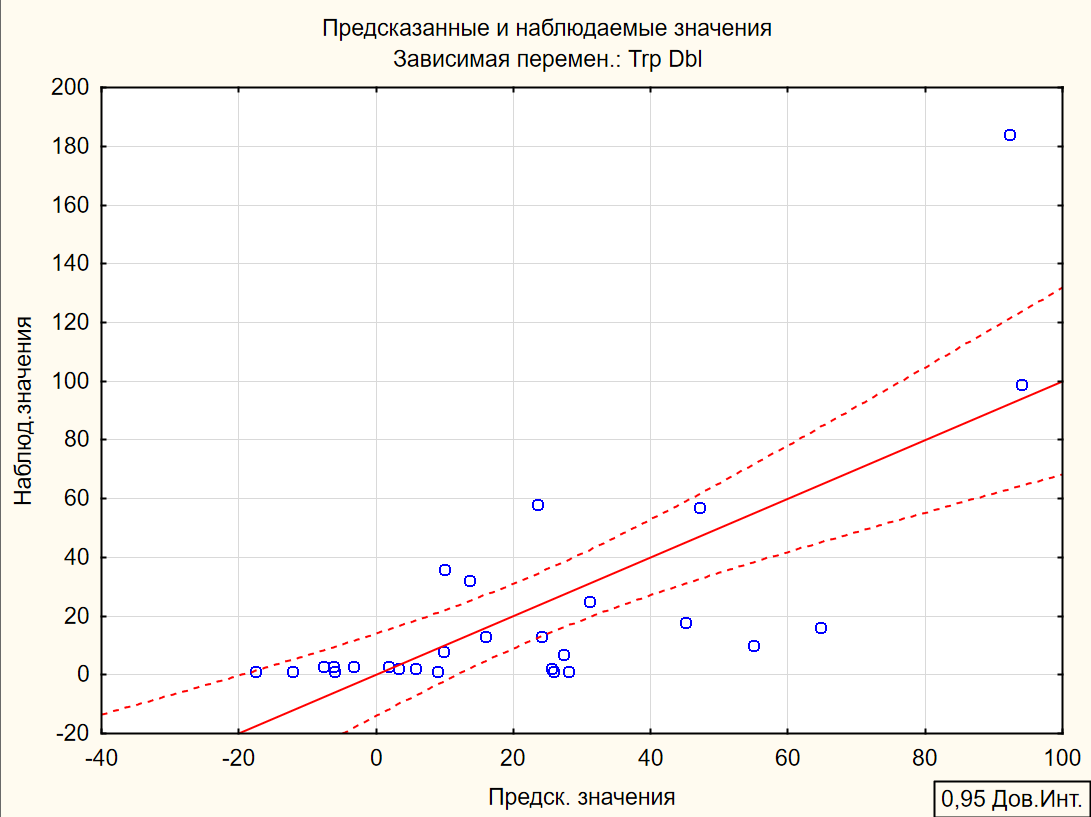 Предсказанные и наблюдаемые значения
Зависимая перемен.: Trp Dbl
200
180
160
140
120
100
80
60
40
20
0
-20
Наблюд.значения
-40 -20 0 20 40 60 80 100
Предск. значения
0,95 Дов.Инт.